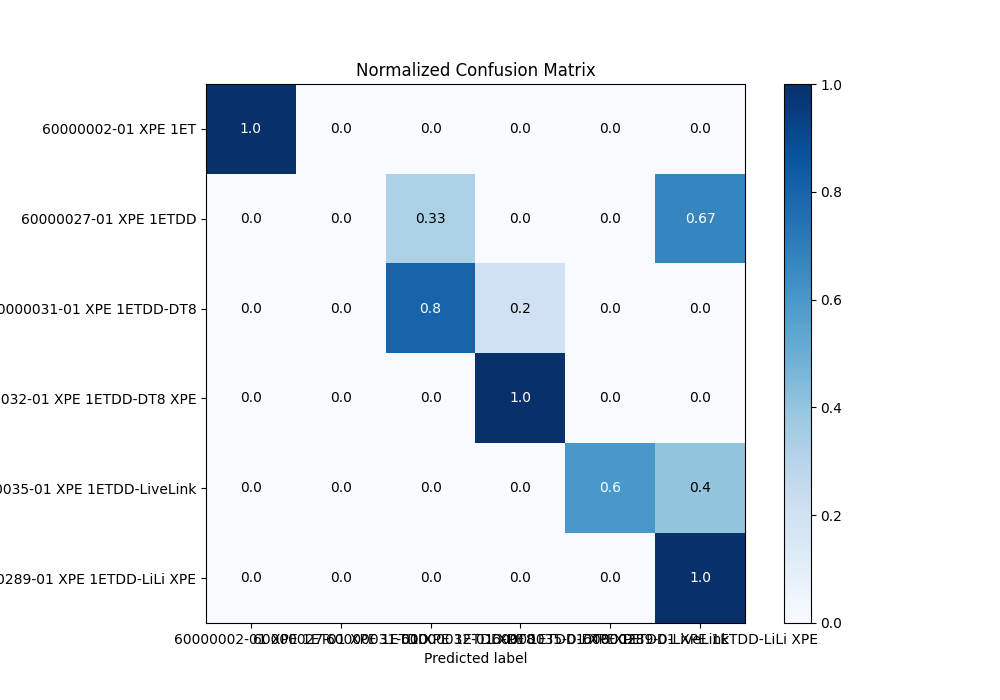 Normalized Confusion Matrix
1.0
60000002-01 XPE 1ET
1.0 0.0 0.0 0.0 0.0 0.0
0.8
60000027-01 XPE 1ETDD
0.0 0.0 0.33 0.0 0.0 0.67
0000031-01 XPE 1ETDD-DT8
0.0 0.0 0.8 0.2 0.0 0.0
0.6
032-01 XPE 1ETDD-DT8 XPE
0.0 0.0 0.0 1.0 0.0 0.0
0.4
0035-01 XPE 1ETDD-LiveLink
0.0 0.0 0.0 0.0 0.6 0.4
0.2
0289-01 XPE 1ETDD-LiLi XPE
0.0 0.0 0.0 0.0 0.0 1.0
0.0
60000002-01 1ETDD-LiLi XPE
Predicted label